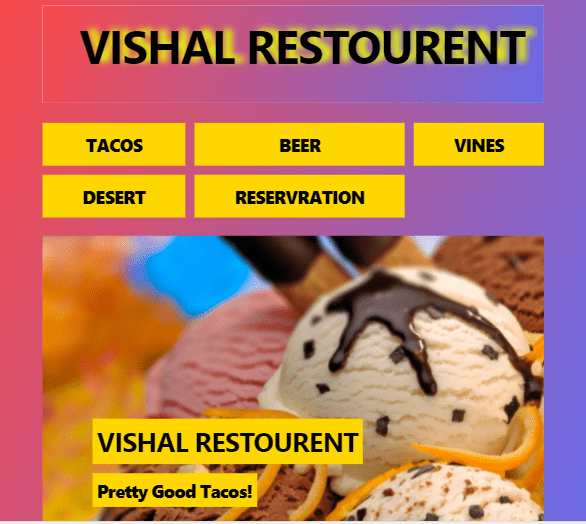 VISHAL RESTOURENT
TACOS BEER VINES
DESERT RESERVRATION
VISHAL RESTOURENT
Pretty Good Tacos!